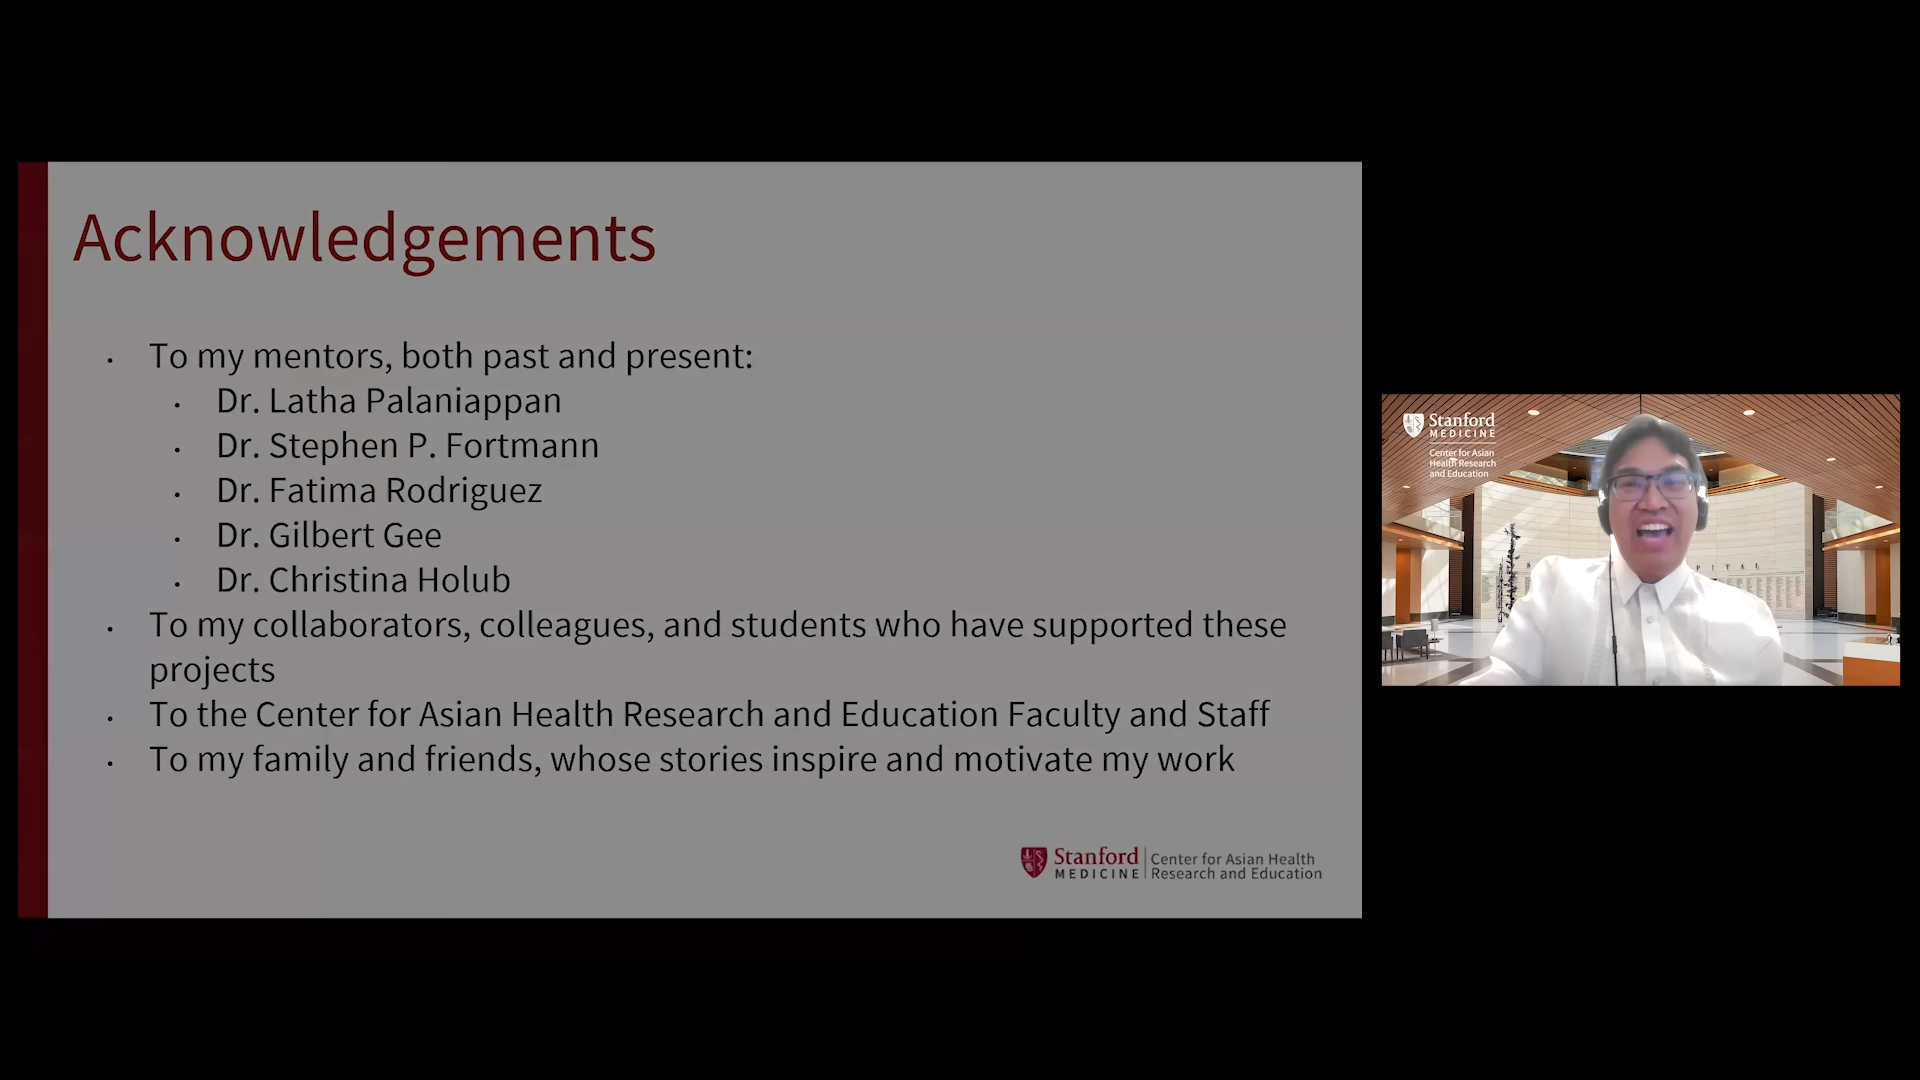 Acknowledgements
To my mentors, both past and present:
Dr. Latha Palaniappan
Dr. Stephen P. Fortmann
Dr. Fatima Rodriguez
Dr. Gilbert Gee
Dr. Christina Holub
To my collaborators, colleagues, and students who have supported these
projects
To the Center for Asian Health Research and Education Faculty and Staff
To my family and friends, whose stories inspire and motivate my work
Stanford
MEDICINE
Center for Asian Health
Research and Education
Stanford
MEDICINE
Center for Asian
Health Research
and Education